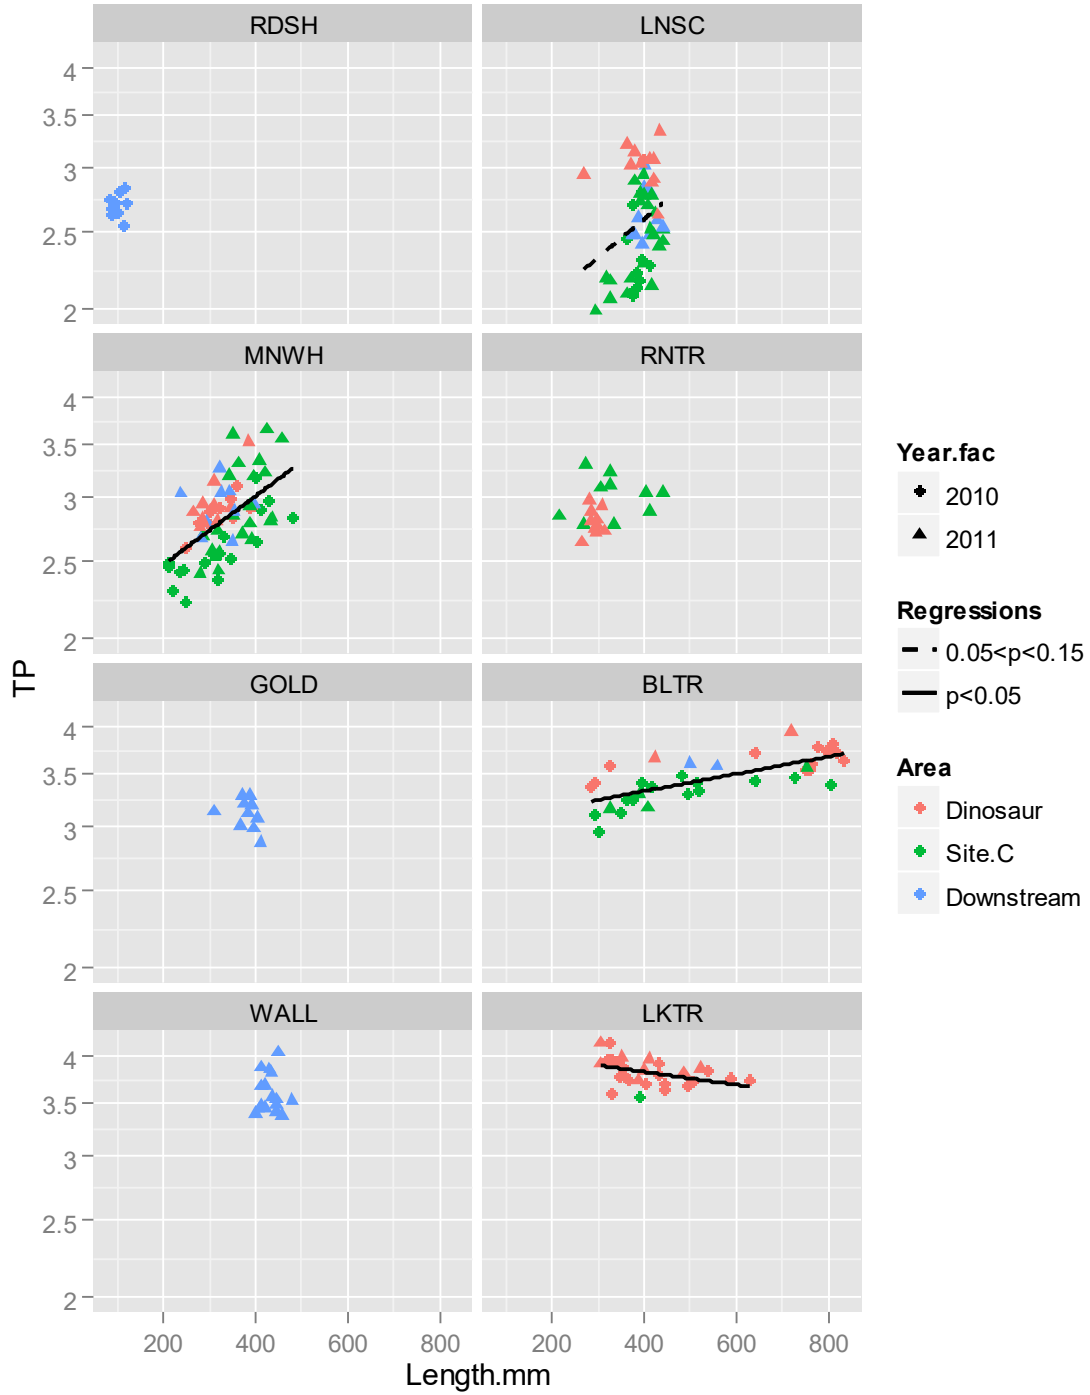 RDSH
LNSC
4
3.5
3
2.5
2
MNWH
RNTR
4
3.5
3
2.5
2
TP
GOLD
BLTR
4
3.5
3
2.5
2
WALL
LKTR
4
3.5
3
2.5
2
200 400 600 800
200 400 600 800
Length.mm
Year.fac
2010
2011
Regressions
0.05<p<0.15
p<0.05
Area
Dinosaur
Site.C
Downstream